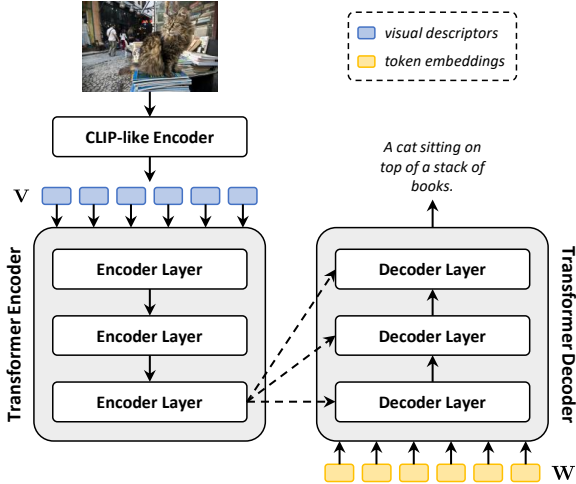 visual descriptors
token embeddings
CLIP-like Encoder
V
A cat sitting on
top of a stack of
books.
Transformer Encoder
Encoder Layer
Encoder Layer
Encoder Layer
Decoder Layer
Decoder Layer
Decoder Layer
Transformer Decoder
W